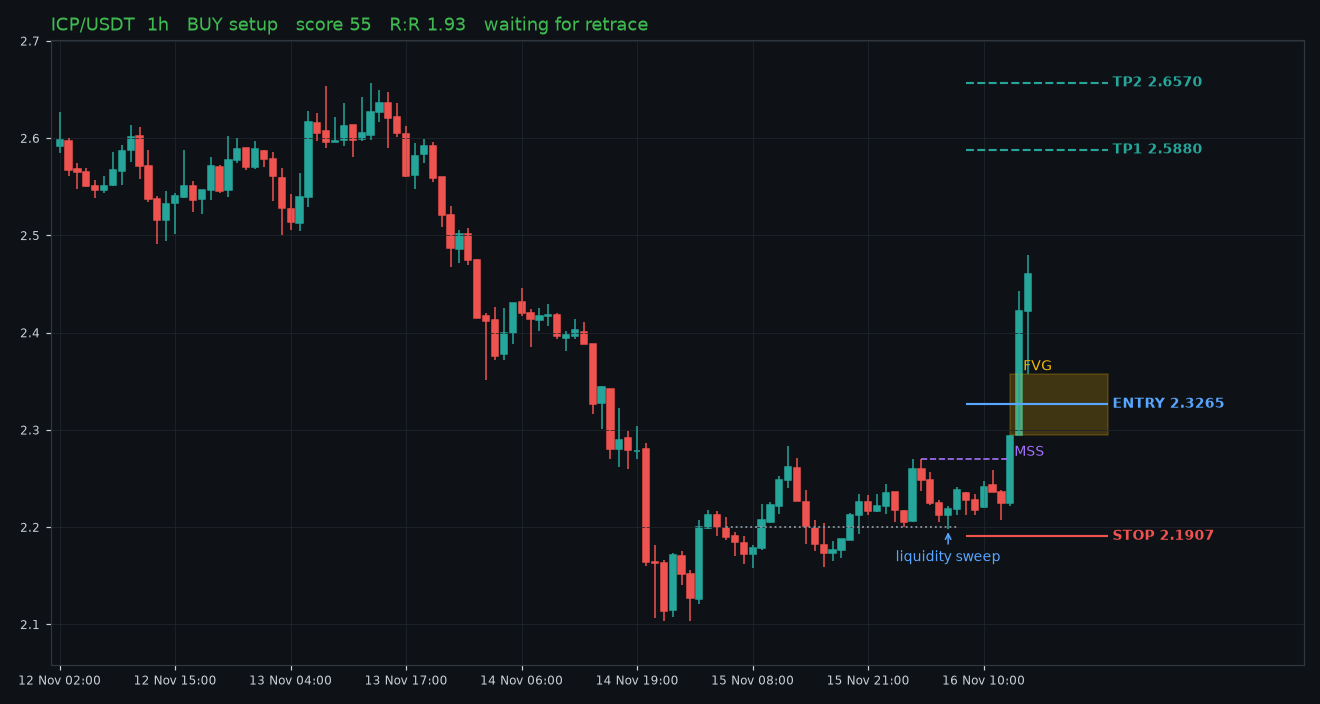 ICP/USDT 1h BUY setup score 55 R:R 1.93 waiting for retrace
2.7
2.6
2.5
2.4
2.3
2.2
2.1
TP2 2.6570
TP1 2.5880
FVG
ENTRY 2.3265
MSS
STOP 2.1907
liquidity sweep
12 Nov 02:00
12 Nov 15:00
13 Nov 04:00
13 Nov 17:00
14 Nov 06:00
14 Nov 19:00
15 Nov 08:00
15 Nov 21:00
16 Nov 10:00